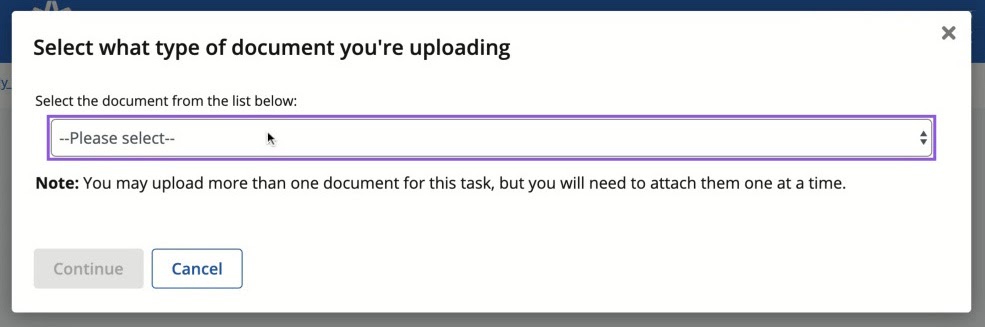 Select what type of document you're uploading
Select the document from the list below:
--Please select--
Note: You may upload more than one document for this task, but you will need to attach them one at a time.
Continue
Cancel